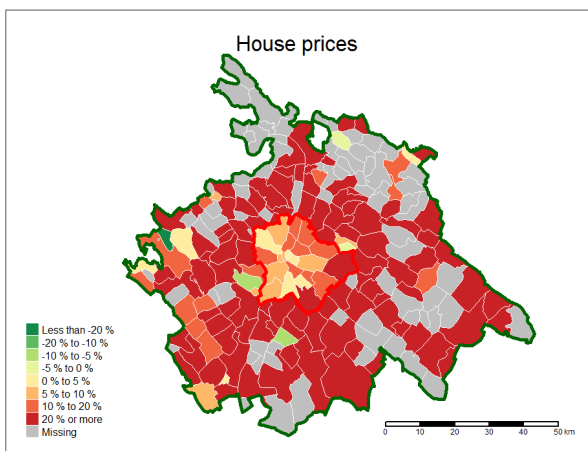 House prices
Less than -20 %
-20 % to -10 %
-10 % to -5 %
-5 % to 0 %
0 % to 5 %
5 % to 10 %
10 % to 20 %
20 % or more
Missing
0 10 20 30 40 50 km